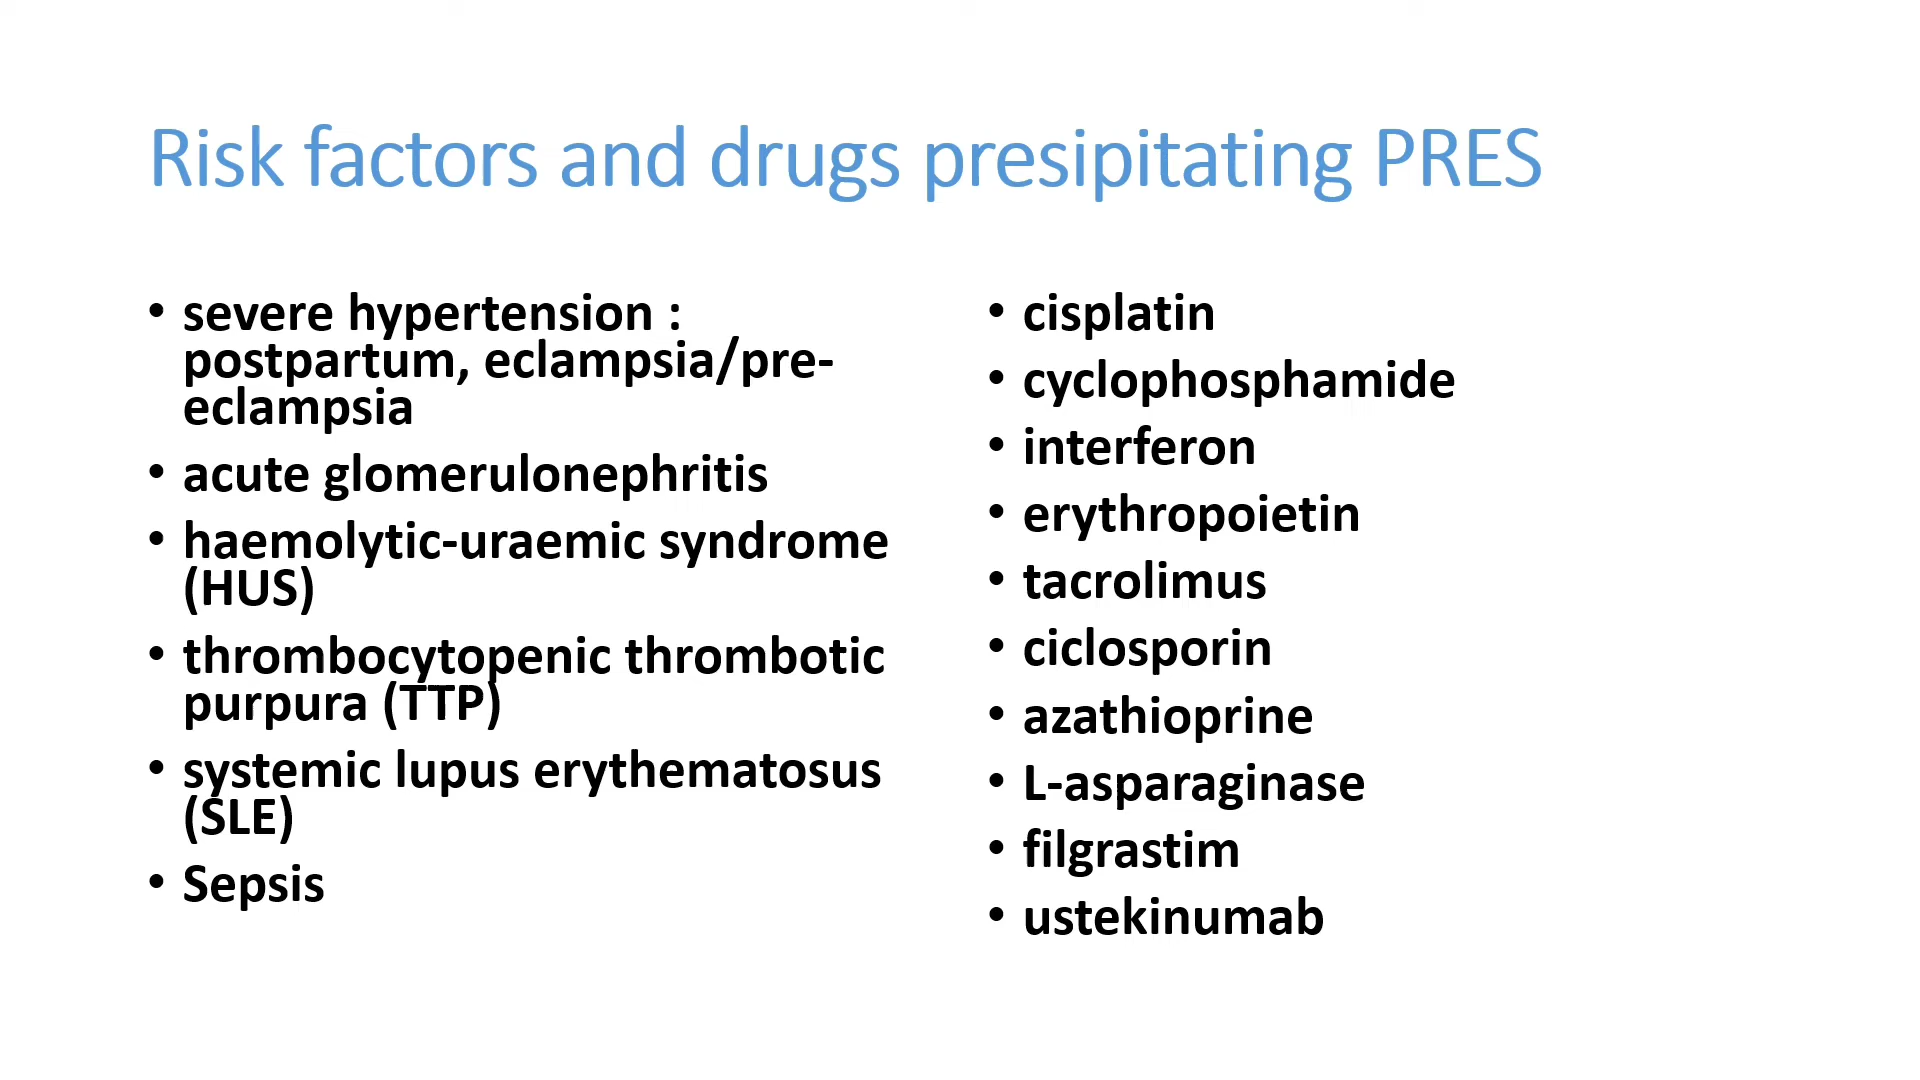 Risk factors and drugs presipitating PRES
• severe hypertension :
postpartum, eclampsia/pre-
eclampsia
• acute glomerulonephritis
• haemolytic-uraemic syndrome
(HUS)
• thrombocytopenic thrombotic
purpura (TTP)
• systemic lupus erythematosus
(SLE)
• Sepsis
• cisplatin
• cyclophosphamide
• interferon
• erythropoietin
• tacrolimus
• ciclosporin
• azathioprine
• L-asparaginase
• filgrastim
• ustekinumab